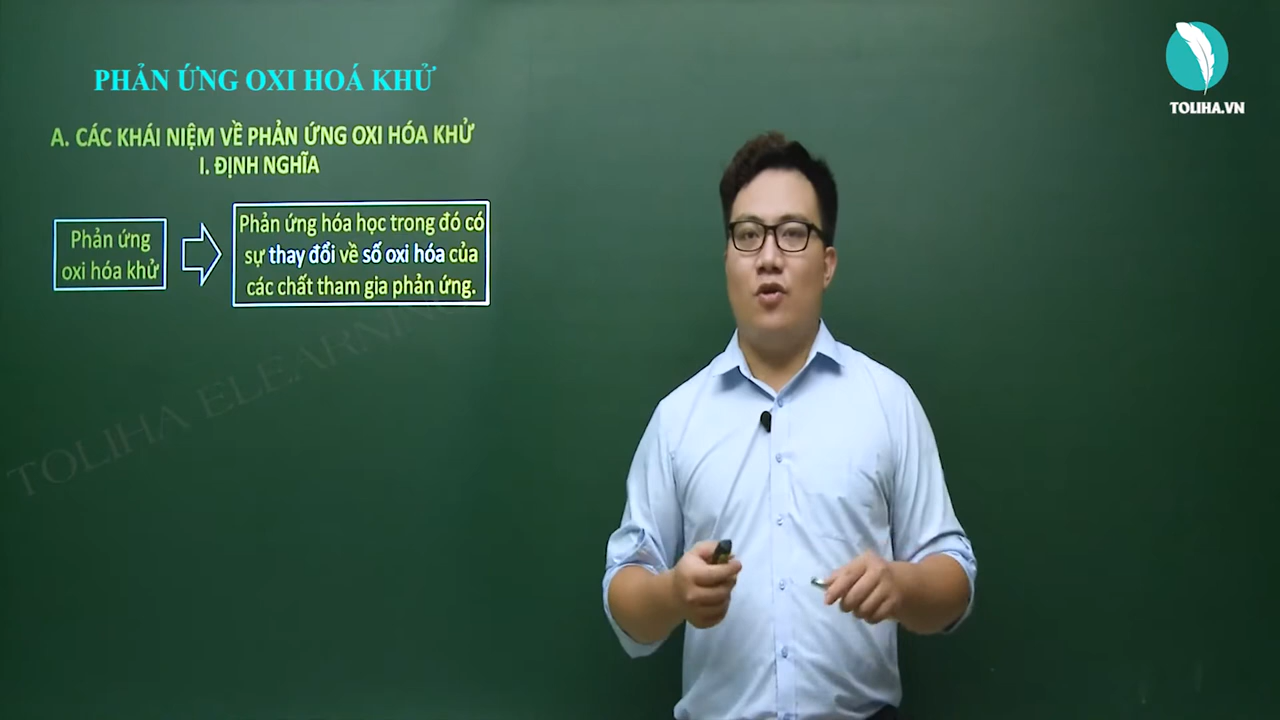 PHẢN ỨNG OXI HOÁ KHỬ
A. CÁC KHÁI NIỆM VỀ PHẢN ỨNG OXI HÓA KHỬ
I. ĐỊNH NGHĨA
Phản ứng
oxi hóa khử
Phản ứng hóa học trong đó có
sự thay đổi về số oxi hóa của
các chất tham gia phản ứng.
TOLIHA.VN
TOLIHA ELEARNING